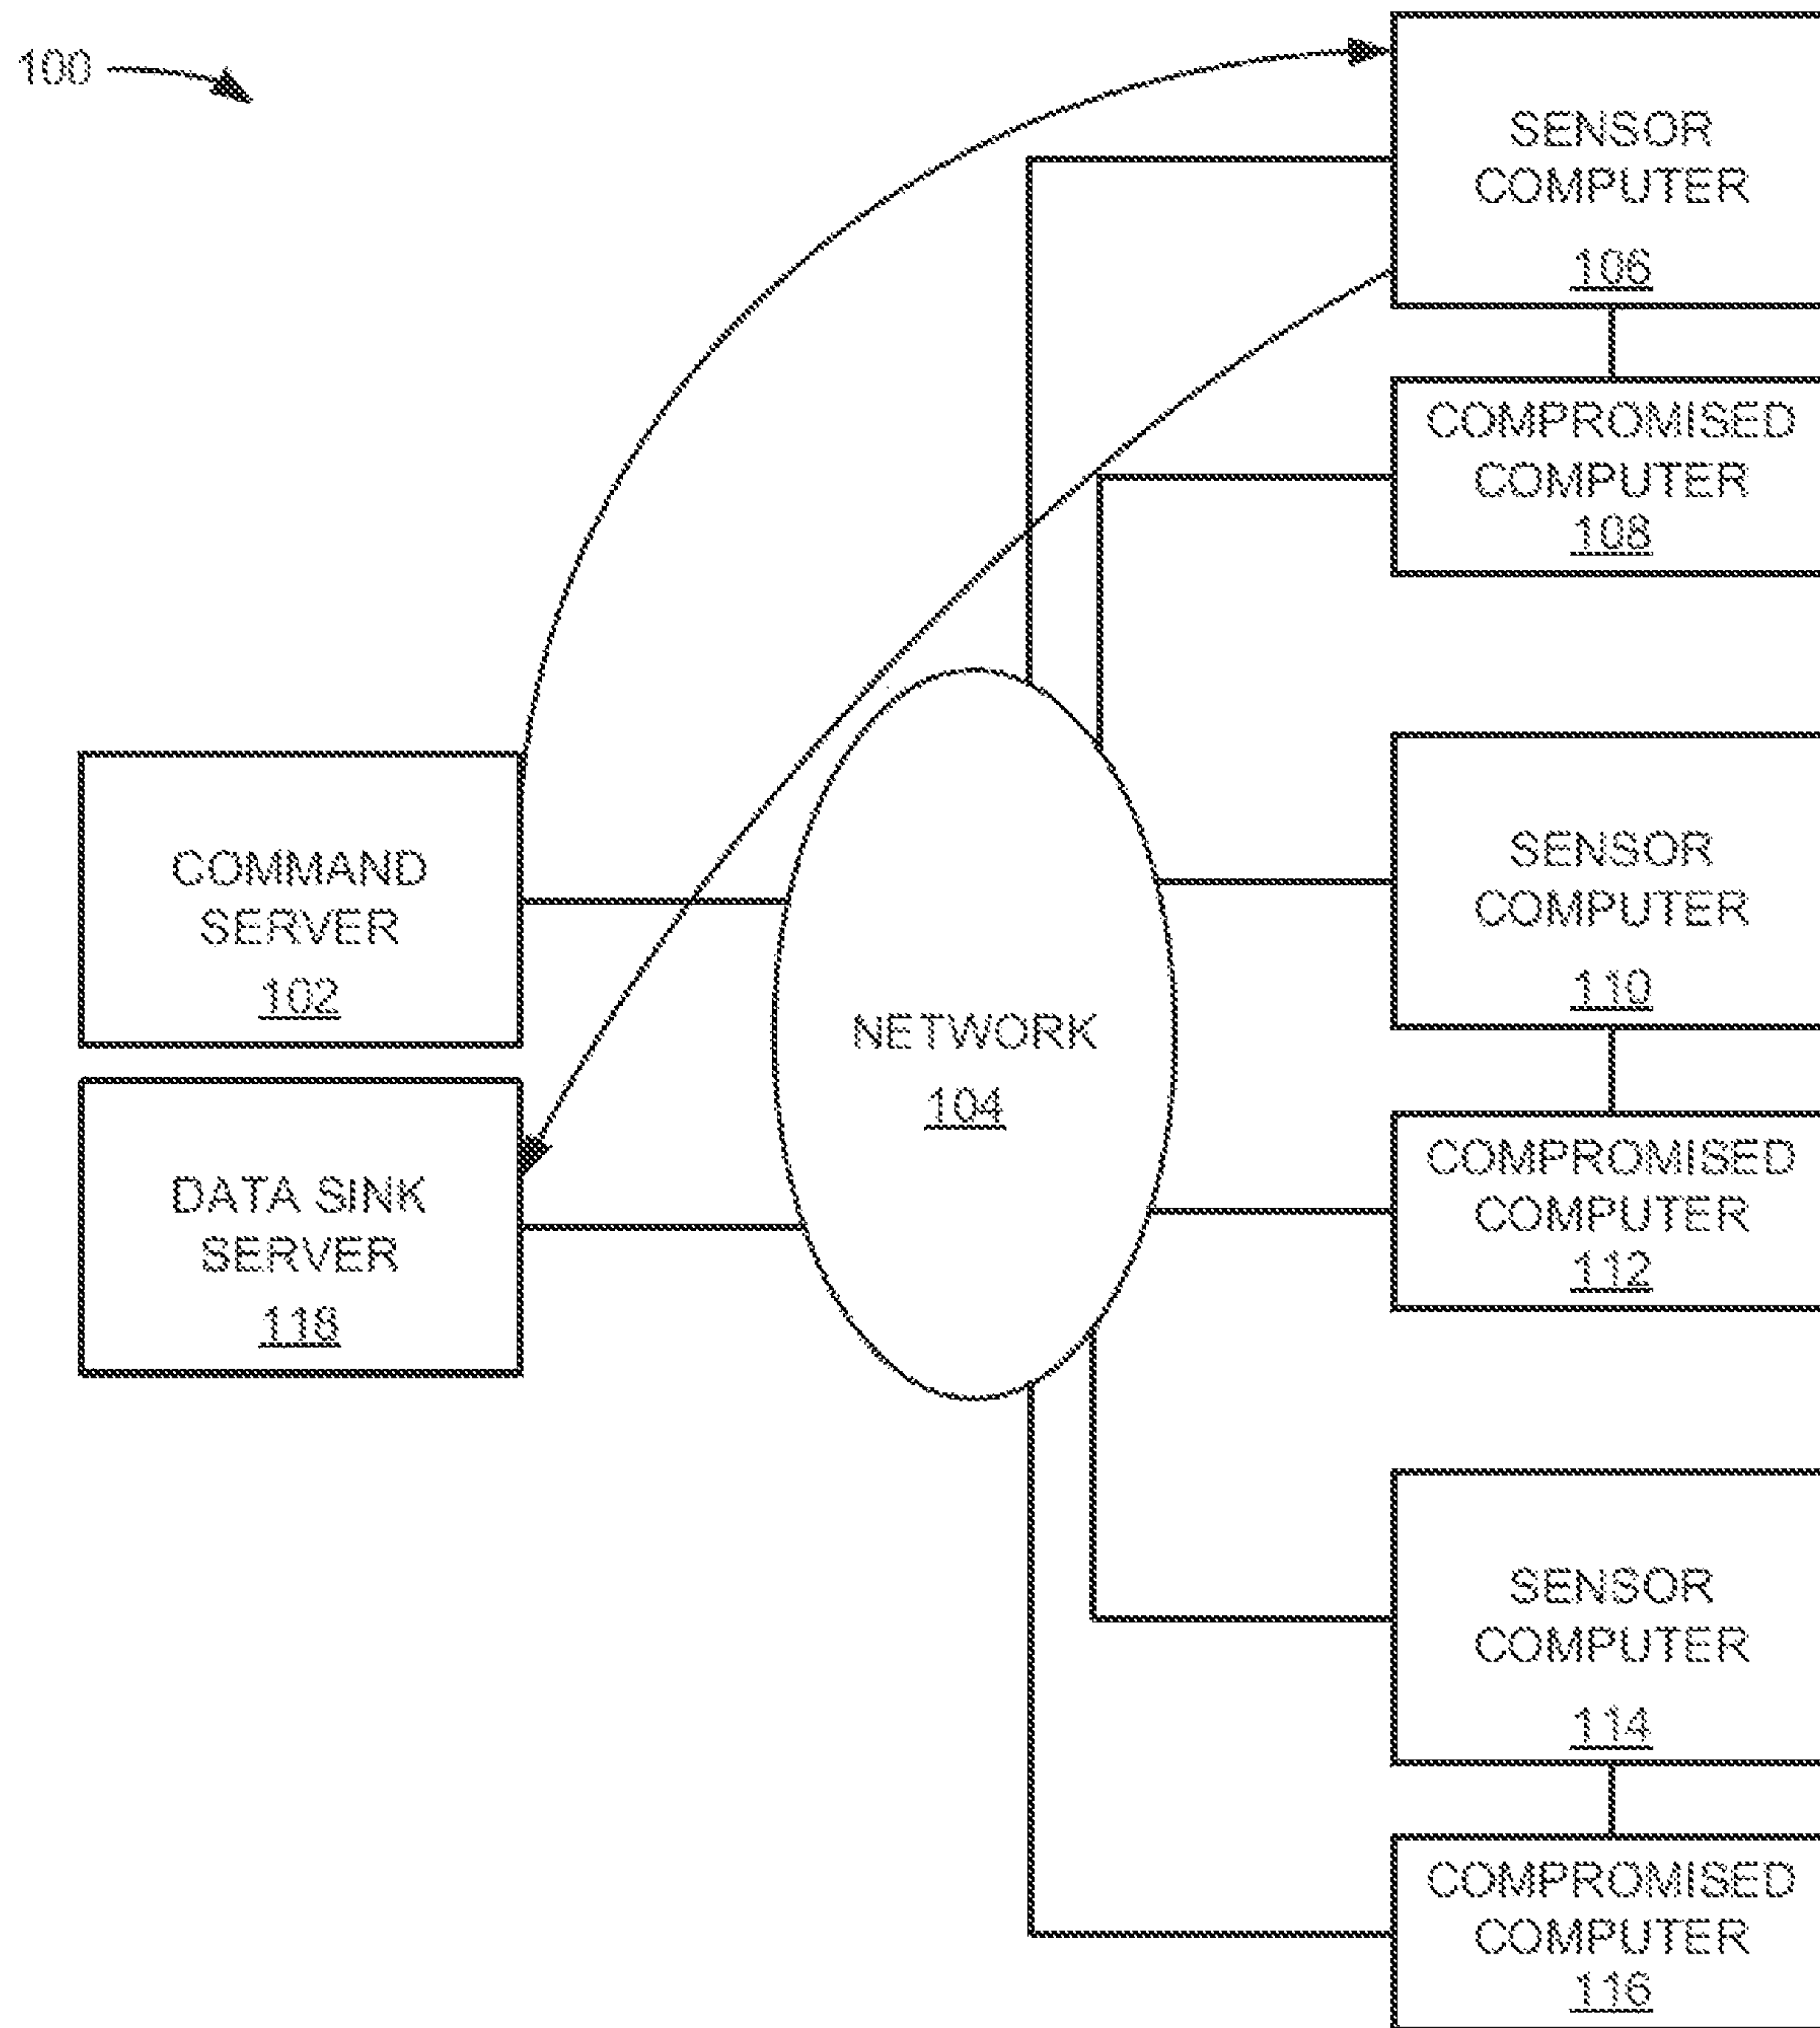 100
SENSOR
COMPUTER
106
COMPROMISED
COMPUTER
108
COMMAND
SERVER
102
DATA SINK
SERVER
118
NETWORK
104
SENSOR
COMPUTER
110
COMPROMISED
COMPUTER
112
SENSOR
COMPUTER
114
COMPROMISED
COMPUTER
116